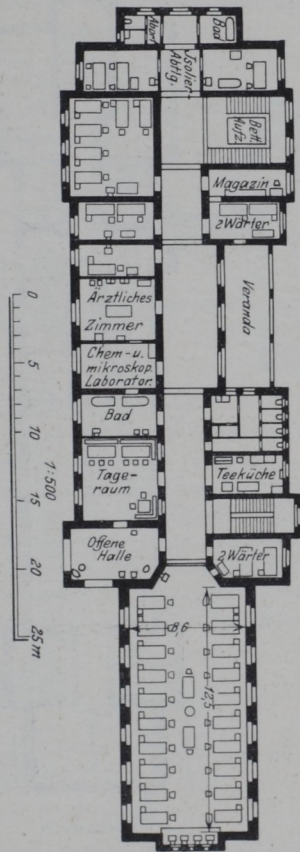 Abort
Bad
Isolier
Abtlg.
Bett
Aufz.
Magazin
2 Wärter
Veranda
Ärztliches
Zimmer
Chem.-u.
mikroskop.
Laborator.
Bad
Tage-
raum
Teeküche
Offene
Halle
2 Wärter
8,6
12,5
0
5
10
15
20
25 m
1:500